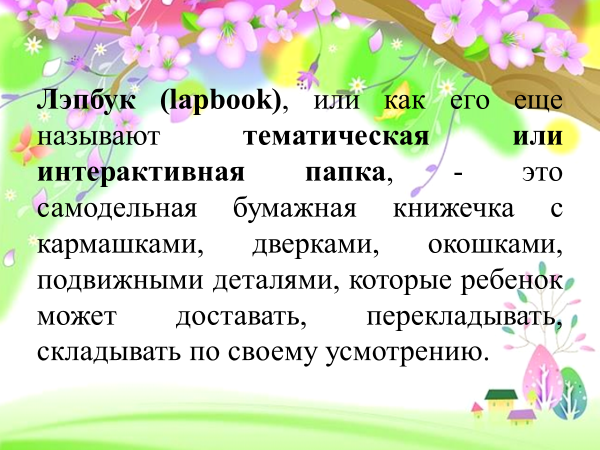 Лэпбук (lapbook), или как его еще
называют тематическая или
интерактивная папка, - это
самодельная бумажная книжечка с
кармашками, дверками, окошками,
подвижными деталями, которые ребенок
может доставать, перекладывать,
складывать по своему усмотрению.